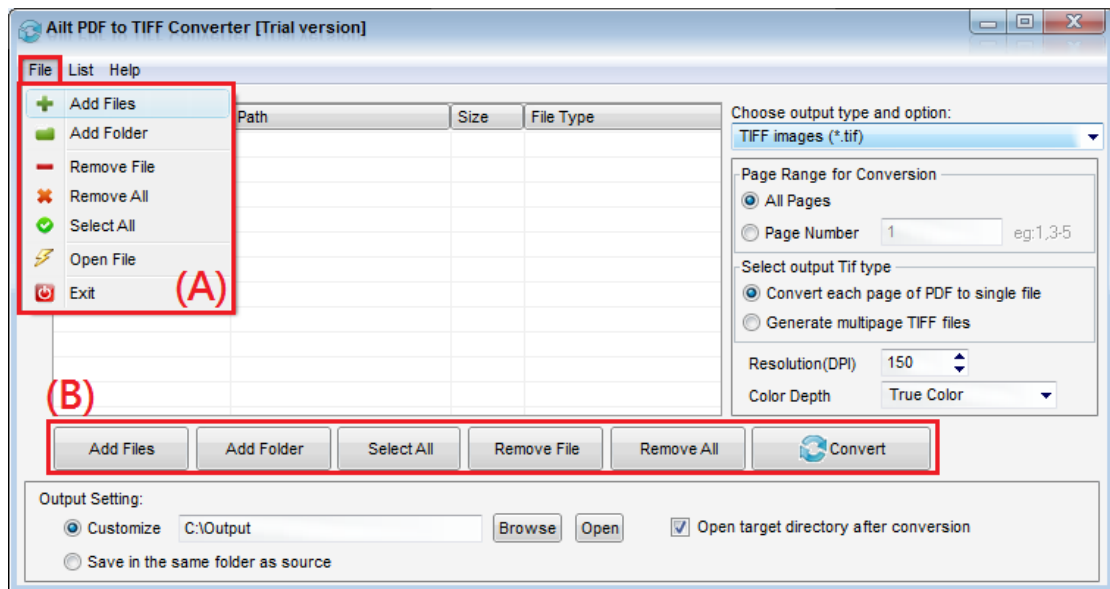 Ailt PDF to TIFF Converter [Trial version]
File List Help
Add Files
Add Folder
Remove File
Remove All
Select All
Open File
Exit
(A)
Path Size File Type
Choose output type and option:
TIFF images (*.tif)
Page Range for Conversion
All Pages
Page Number 1 eg:1,3-5
Select output Tif type
Convert each page of PDF to single file
Generate multipage TIFF files
Resolution(DPI) 150
Color Depth True Color
(B)
Add Files Add Folder Select All Remove File Remove All Convert
Output Setting:
Customize C:\Output Browse Open Open target directory after conversion
Save in the same folder as source